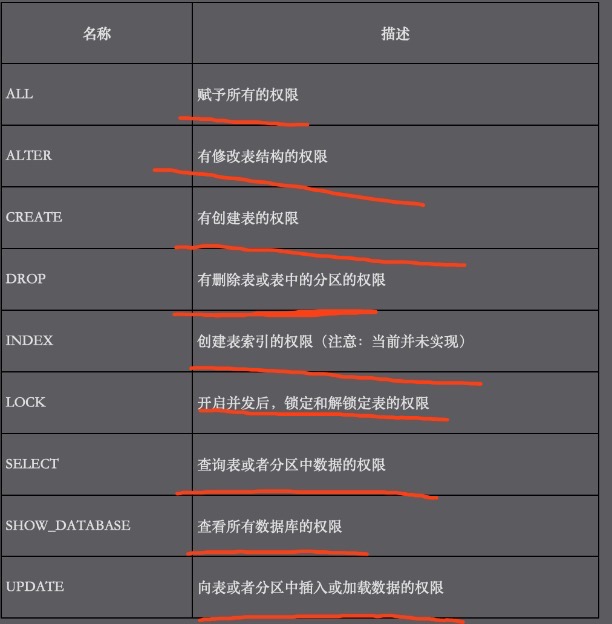 名称 描述
ALL 赋予所有的权限
ALTER 有修改表结构的权限
CREATE 有创建表的权限
DROP 有删除表或表中的分区的权限
INDEX 创建表索引的权限（注意：当前并未实现）
LOCK 开启并发后，锁定和解锁定表的权限
SELECT 查询表或者分区中数据的权限
SHOW_DATABASE 查看所有数据库的权限
UPDATE 向表或者分区中插入或加载数据的权限